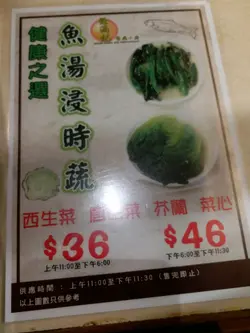 健康之選
魚湯浸時蔬
西生菜 唐生菜 芥蘭 菜心
$36
上午11:00至下午6:00
$46
下午6:00至下午11:30
供應時間 : 上午11:00至下午11:30 (售完即止)
以上圖片只供參考